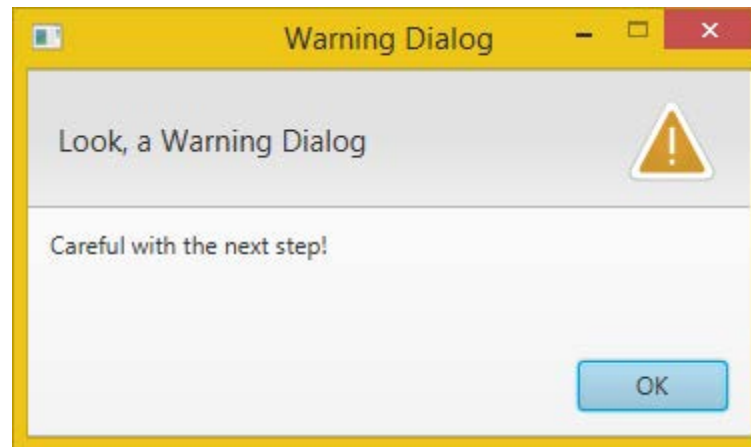 Warning Dialog
Look, a Warning Dialog
Careful with the next step!
OK